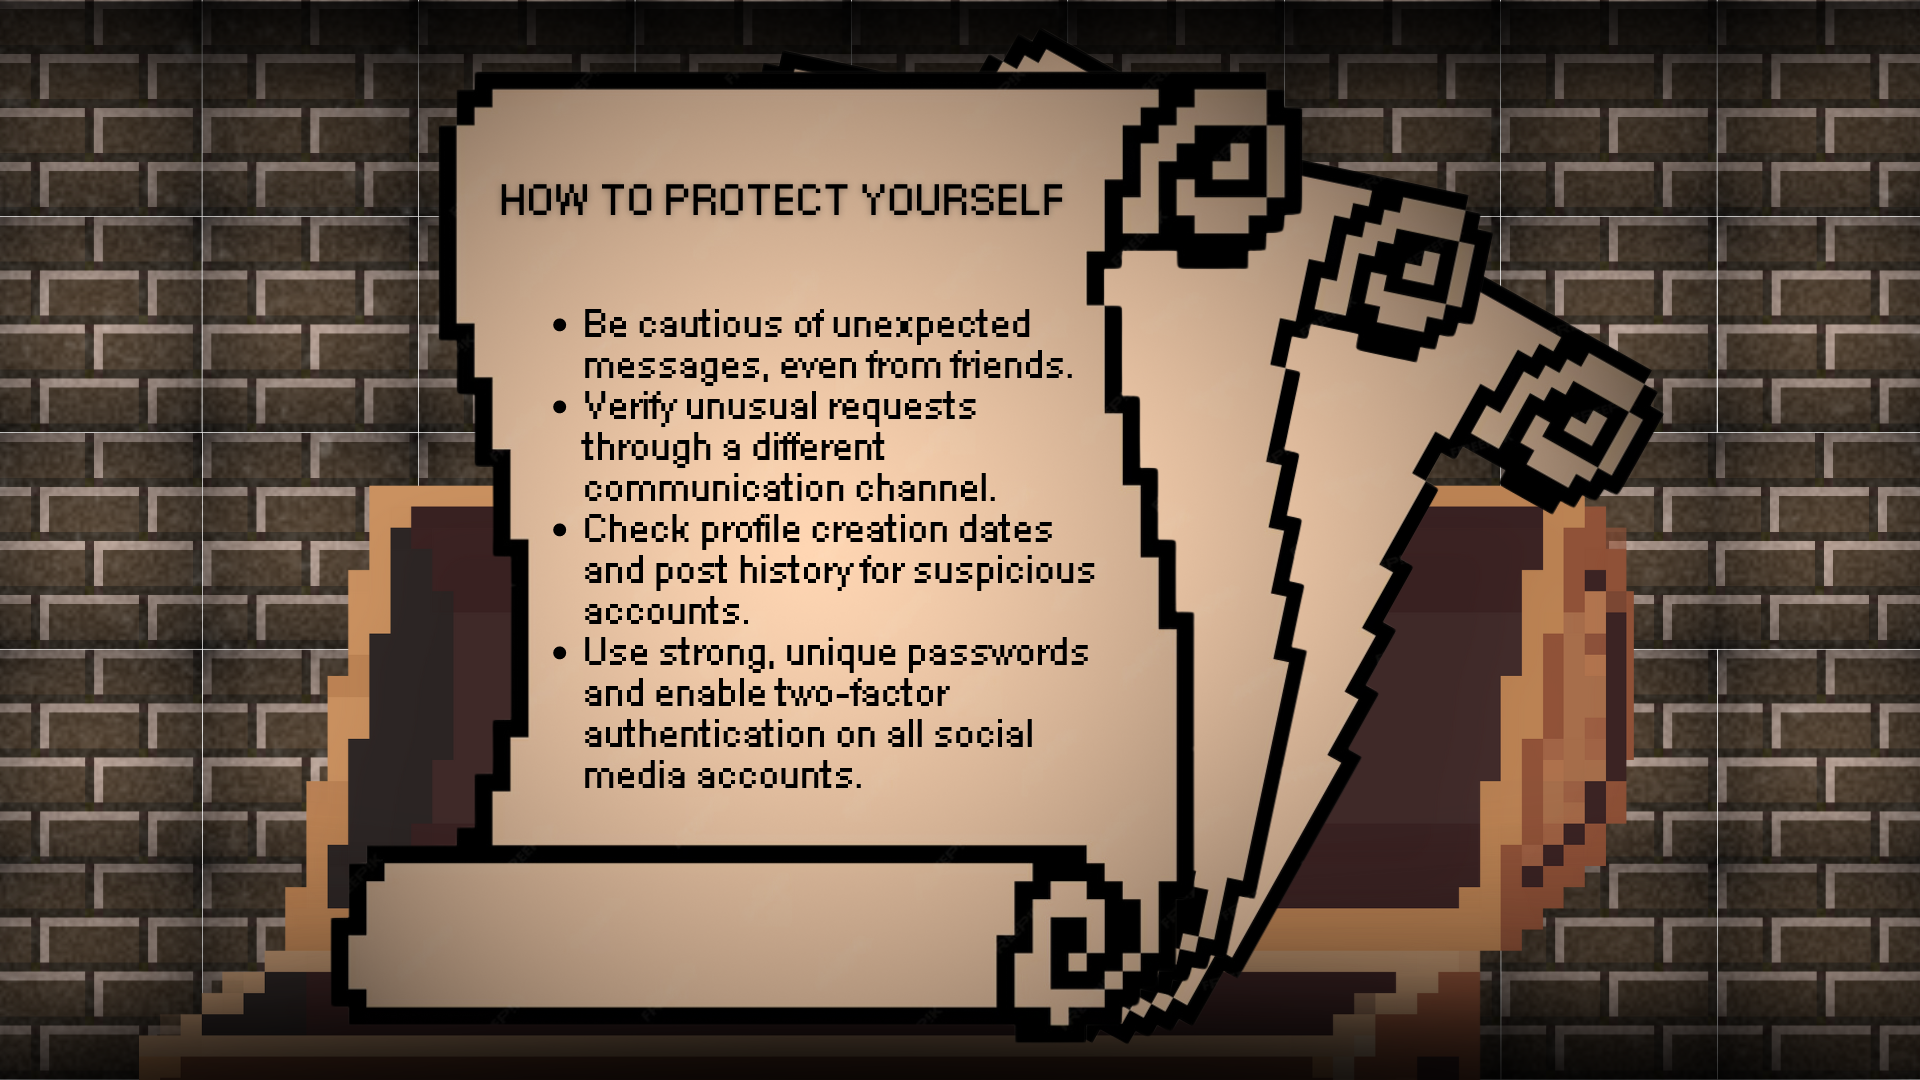 HOW TO PROTECT YOURSELF
• Be cautious of unexpected
messages, even from friends.
• Verify unusual requests
through a different
communication channel.
• Check profile creation dates
and post history for suspicious
accounts.
• Use strong, unique passwords
and enable two-factor
authentication on all social
media accounts.